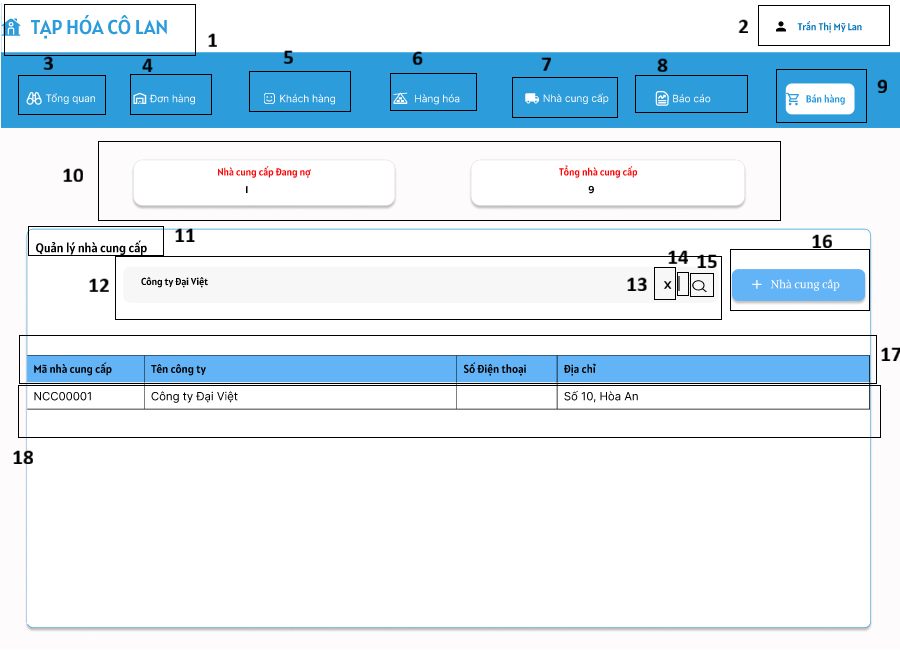 TẠP HÓA CÔ LAN
1
2
Trần Thị Mỹ Lan
3
4
5
6
7
8
9
Tổng quan
Đơn hàng
Khách hàng
Hàng hóa
Nhà cung cấp
Báo cáo
Bán hàng
10
Nhà cung cấp Đang nợ
1
Tổng nhà cung cấp
9
11
Quản lý nhà cung cấp
12
Công ty Đại Việt
13
x
14
15
16
+ Nhà cung cấp
17
Mã nhà cung cấp
Tên công ty
Số Điện thoại
Địa chỉ
NCC00001
Công ty Đại Việt
Số 10, Hòa An
18